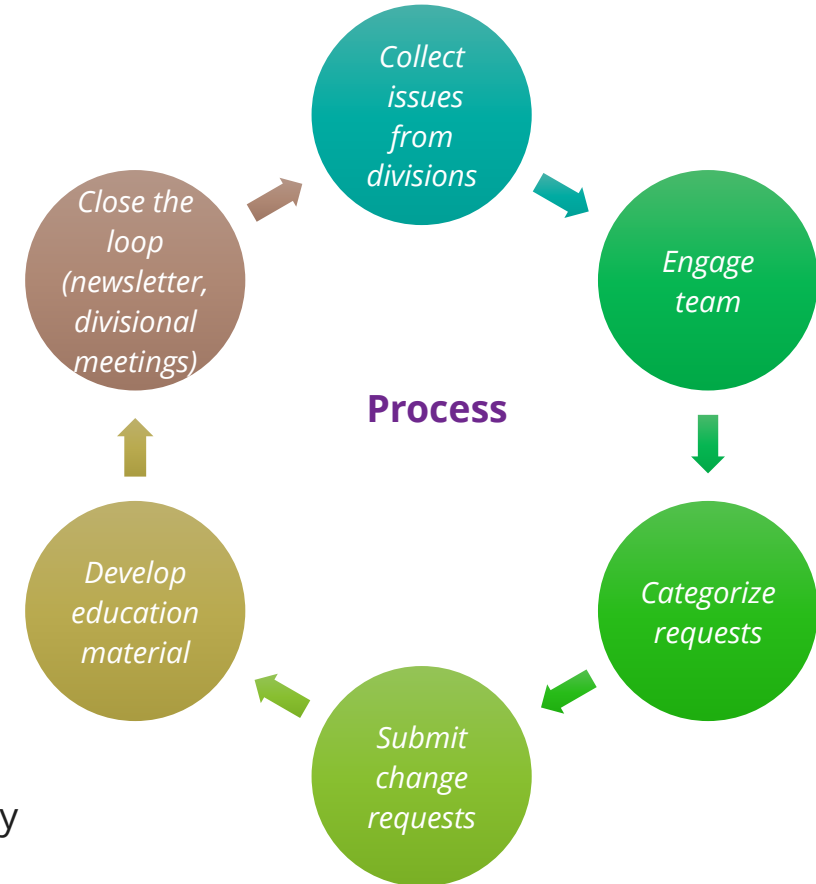 Collect
issues
from
divisions
Engage
team
Categorize
requests
Submit
change
requests
Develop
education
material
Close the
loop
(newsletter,
divisional
meetings)
Process
y